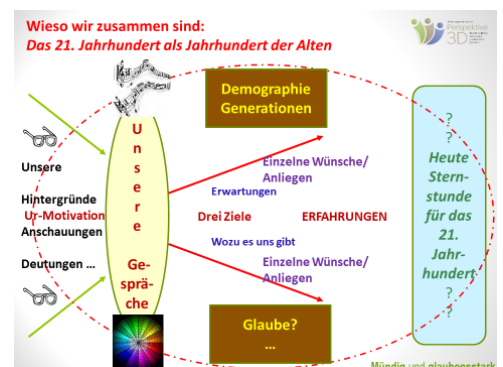 Wieso wir zusammen sind:
Das 21. Jahrhundert als Jahrhundert der Alten
Perspektive
3D
Demographie
Generationen
U
n
s
e
r
e
Ge-
sprä-
che
Unsere
Hintergründe
Ur-Motivation
Anschauungen
Deutungen ...
Einzelne Wünsche/
Anliegen
Erwartungen
Drei Ziele
ERFAHRUNGEN
Wozu es uns gibt
Einzelne Wünsche/
Anliegen
Glaube?
...
?
?
Heute
Stern-
stunde
für das
21.
Jahr-
hundert
?
?
Mündig und glaubensstark